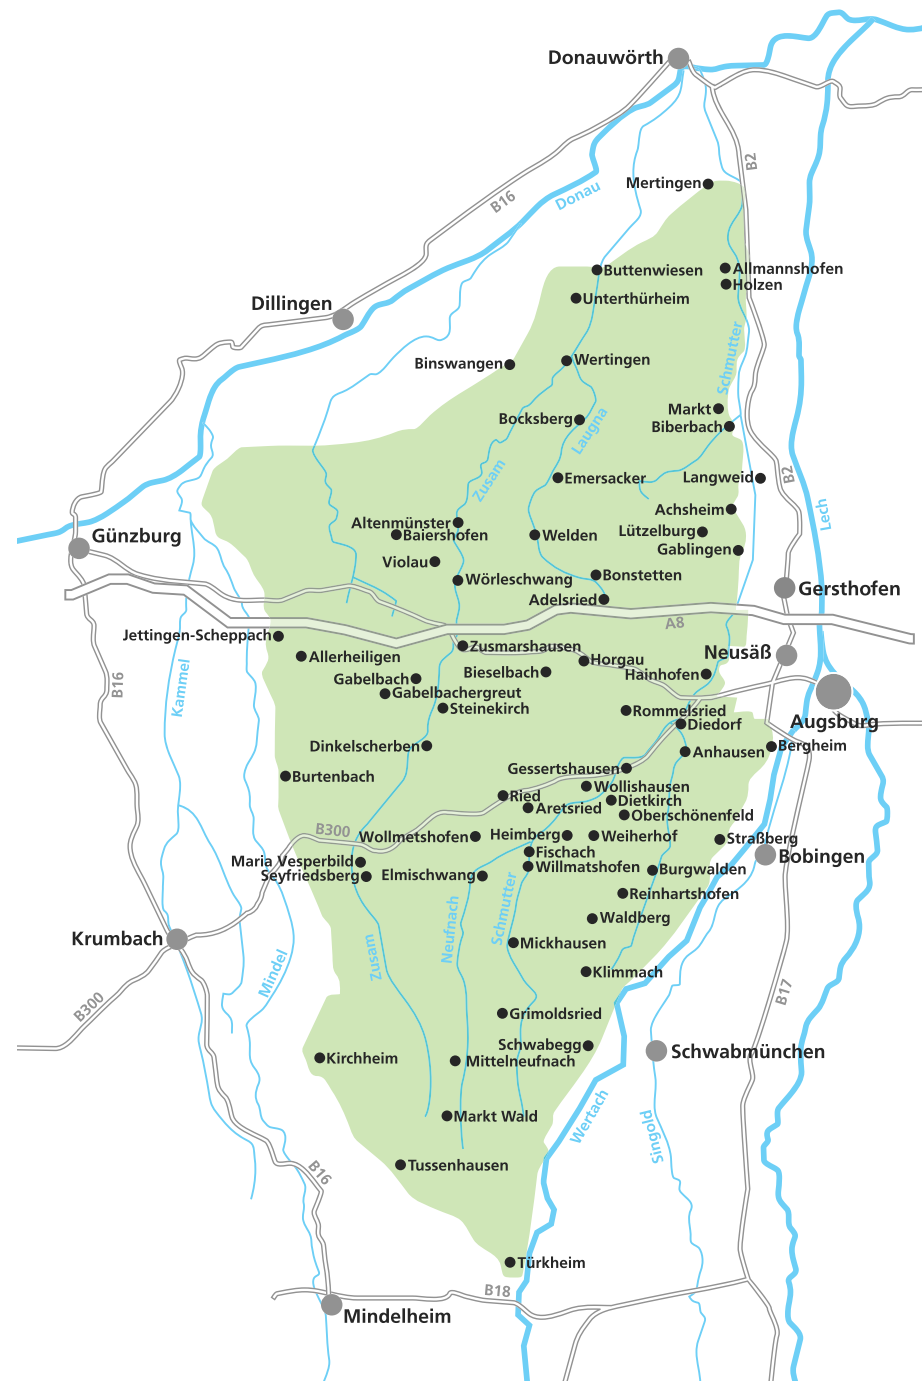 Donauwörth
B2
Mertingen
Donau
B16
Allmannshofen
Buttenwiesen
Holzen
Unterthürheim
Dillingen
Schmutter
Wertingen
Binswangen
Markt
Bocksberg
Biberbach
Laugna
B2
Zusam
Emersacker
Langweid
Achsheim
Lech
Altenmünster
Lützelburg
Günzburg
Baiershofen
Welden
Gablingen
Violau
Bonstetten
Wörleschwang
Gersthofen
Adelsried
A8
Jettingen-Scheppach
Zusmarshausen
Neusäß
Allerheiligen
Horgau
Kammel
B16
Gabelbach
Bieselbach
Hainhofen
Gabelbachergreut
Steinekirch
Rommelsried
Augsburg
Diedorf
Dinkelscherben
Anhausen
Bergheim
Gessertshausen
Burtenbach
Wollishausen
Ried
Dietkirch
Aretsried
Oberschönenfeld
B300
Wollmetshofen
Heimberg
Weiherhof
Straßberg
Fischach
Bobingen
Maria Vesperbild
Willmatshofen
Burgwalden
Seyfriedsberg
Elmischwang
Reinhartshofen
Schmutter
Waldberg
Neufnach
Krumbach
Mickhausen
Zusam
Mindel
Klimmach
B17
B300
Grimoldsried
Schwabegg
Schwabmünchen
Kirchheim
Mittelneufnach
Wertach
Markt Wald
Singold
Tussenhausen
B16
Türkheim
B18
Mindelheim